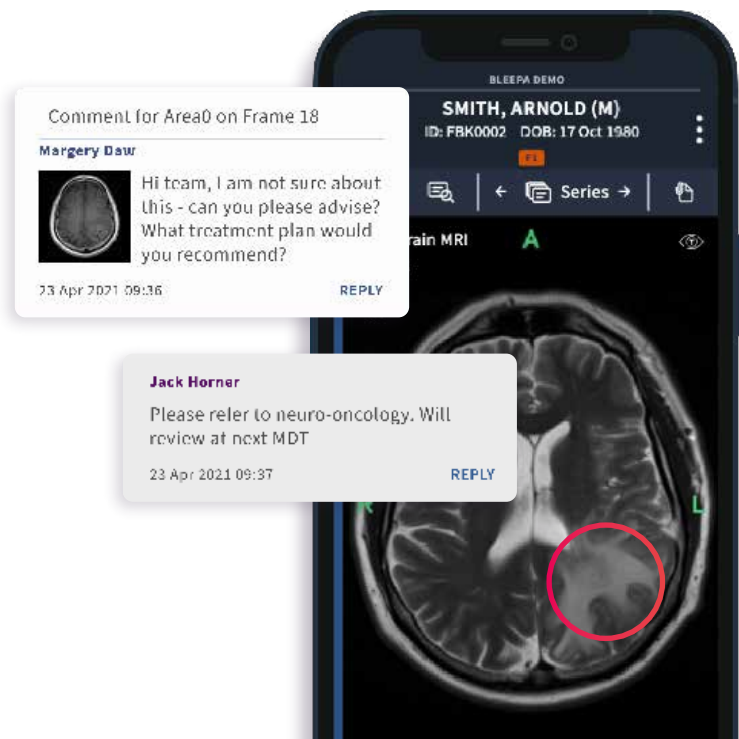 Comment for Area0 on Frame 18
Margery Daw
Hi team, I am not sure about
this - can you please advise?
What treatment plan would
you recommend?
23 Apr 2021 09:36
REPLY
Jack Horner
Please refer to neuro-oncology. Will
review at next MDT
23 Apr 2021 09:37
REPLY
BLEEPA DEMO
SMITH, ARNOLD (M)
ID: FBK0002 DOB: 17 Oct 1980
Series
rain MRI
A
R
L